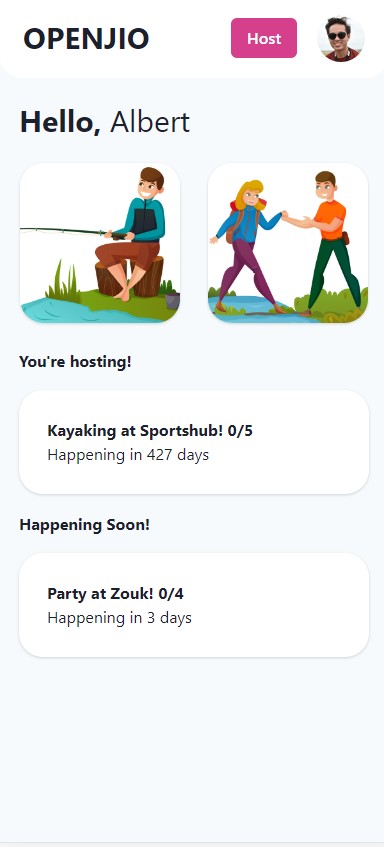 OPENJIO
Host
Hello, Albert
You're hosting!
Kayaking at Sportshub! 0/5
Happening in 427 days
Happening Soon!
Party at Zouk! 0/4
Happening in 3 days